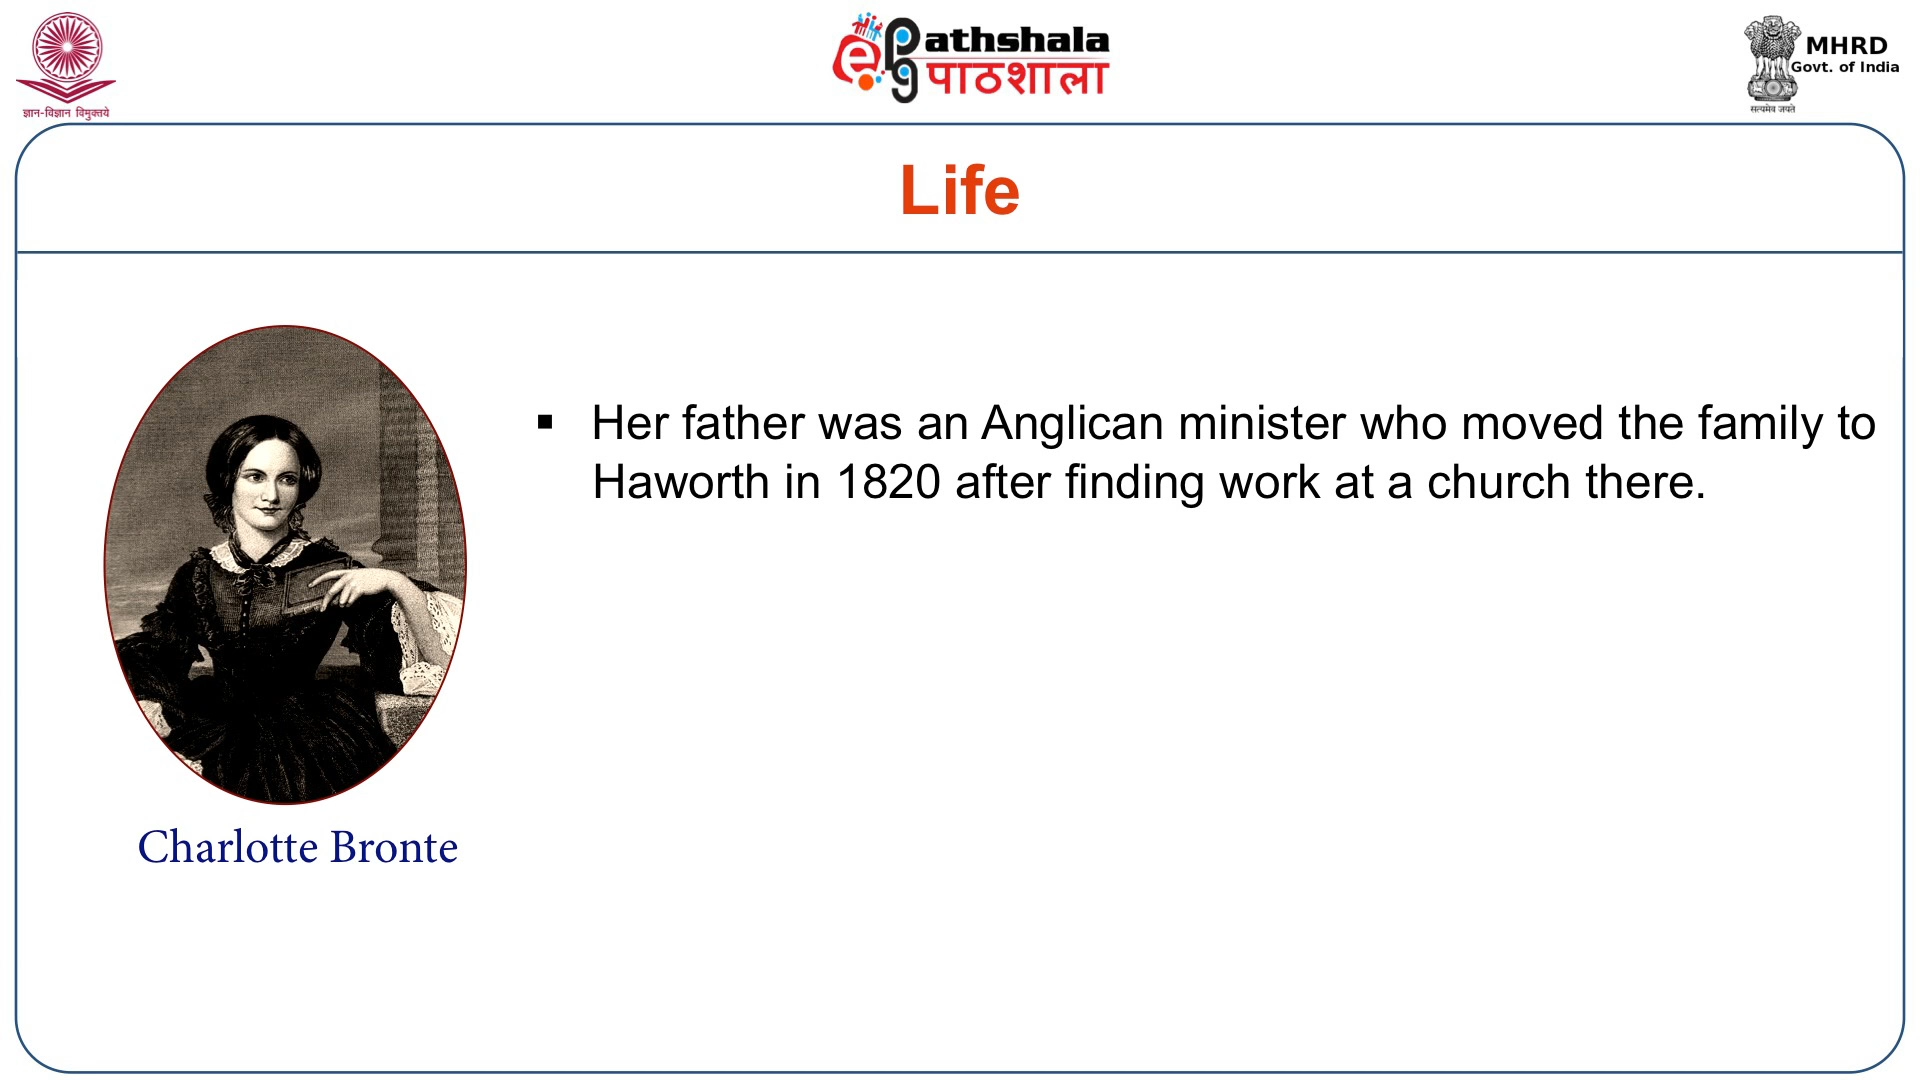 ज्ञान-विज्ञान विमुक्तये
ePathshala
पाठशाला
MHRD
Govt. of India
सत्यमेव जयते
Life
▪ Her father was an Anglican minister who moved the family to
Haworth in 1820 after finding work at a church there.
Charlotte Bronte